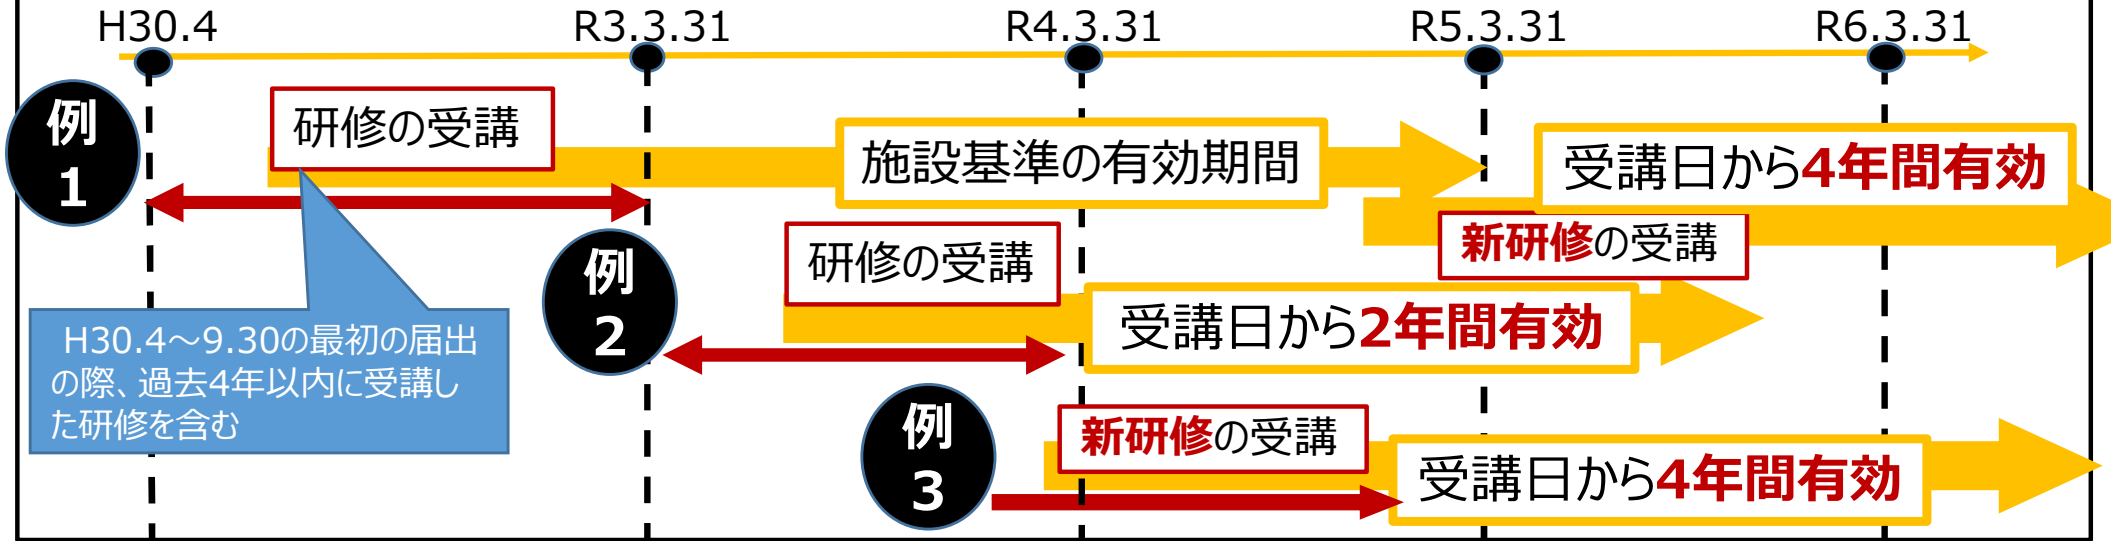 H30.4
R3.3.31
R4.3.31
R5.3.31
R6.3.31
例
1
研修の受講
施設基準の有効期間
受講日から4年間有効
新研修の受講
H30.4～9.30の最初の届出
の際、過去4年以内に受講し
た研修を含む
例
2
研修の受講
受講日から2年間有効
例
3
新研修の受講
受講日から4年間有効